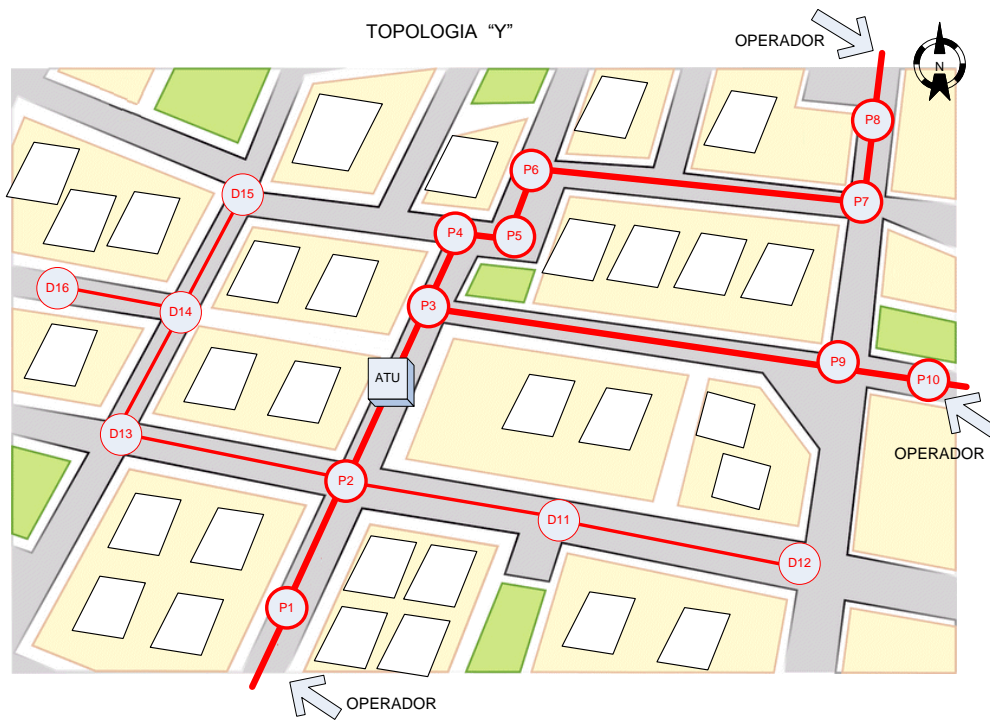 TOPOLOGIA “Y”
OPERADOR
N
P8
P6
D15
P7
P4
P5
D16
P3
D14
P9
ATU
P10
D13
OPERADOR
P2
D11
D12
P1
OPERADOR